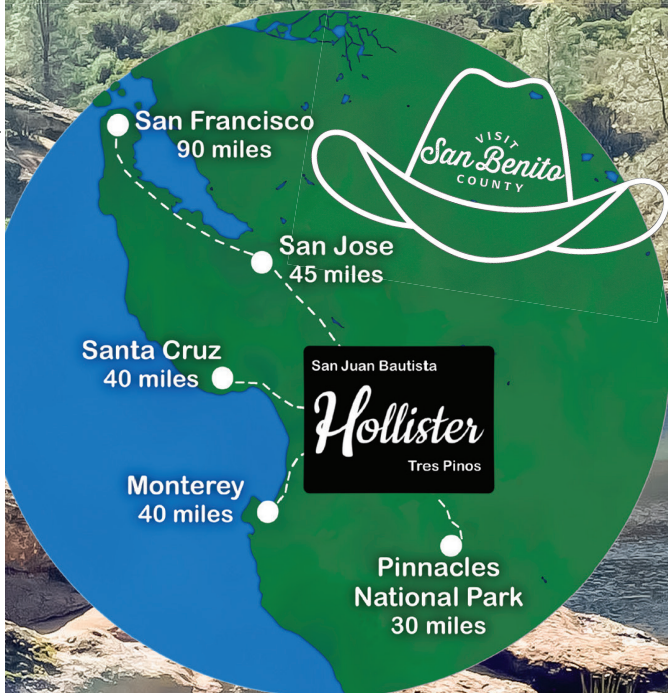 VISIT
San Benito
COUNTY
San Francisco
90 miles
San Jose
45 miles
Santa Cruz
40 miles
San Juan Bautista
Hollister
Tres Pinos
Monterey
40 miles
Pinnacles
National Park
30 miles